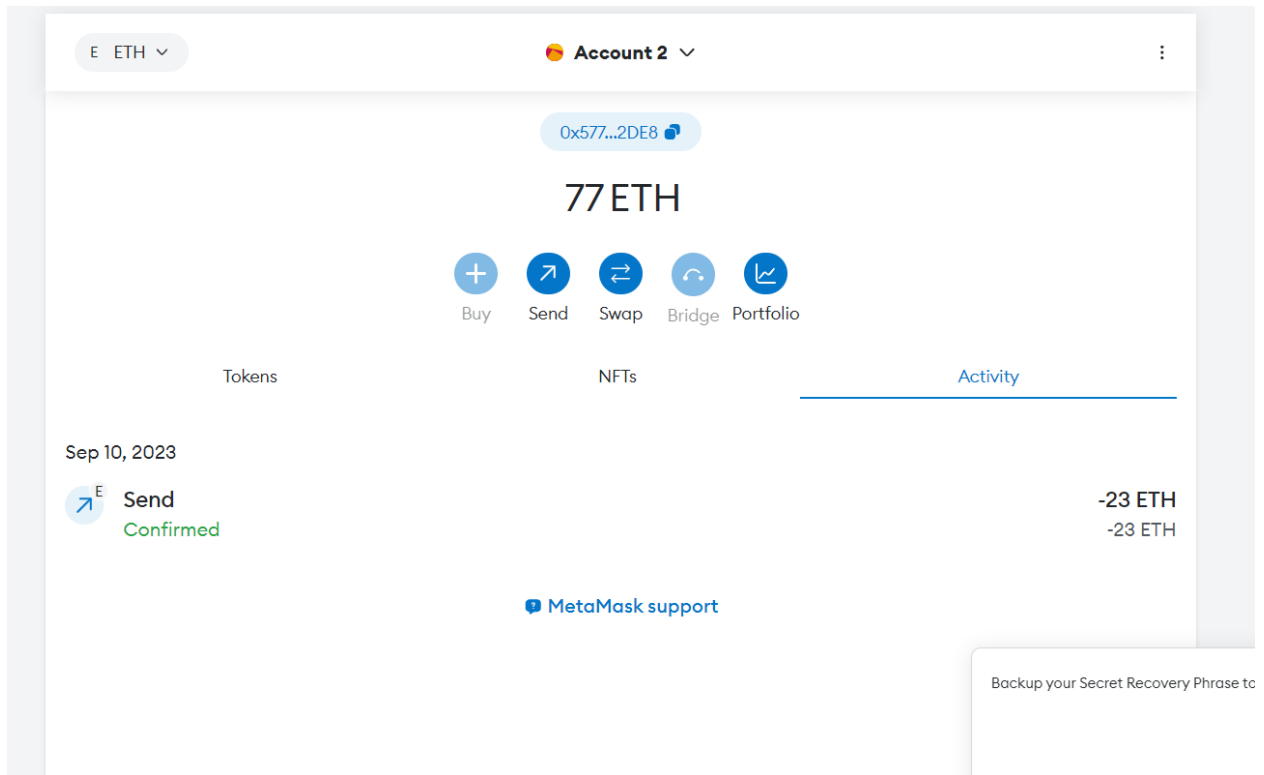 E ETH
Account 2
0x577...2DE8
77 ETH
Buy Send Swap Bridge Portfolio
Tokens NFTs Activity
Sep 10, 2023
E
Send -23 ETH
Confirmed -23 ETH
MetaMask support
Backup your Secret Recovery Phrase to